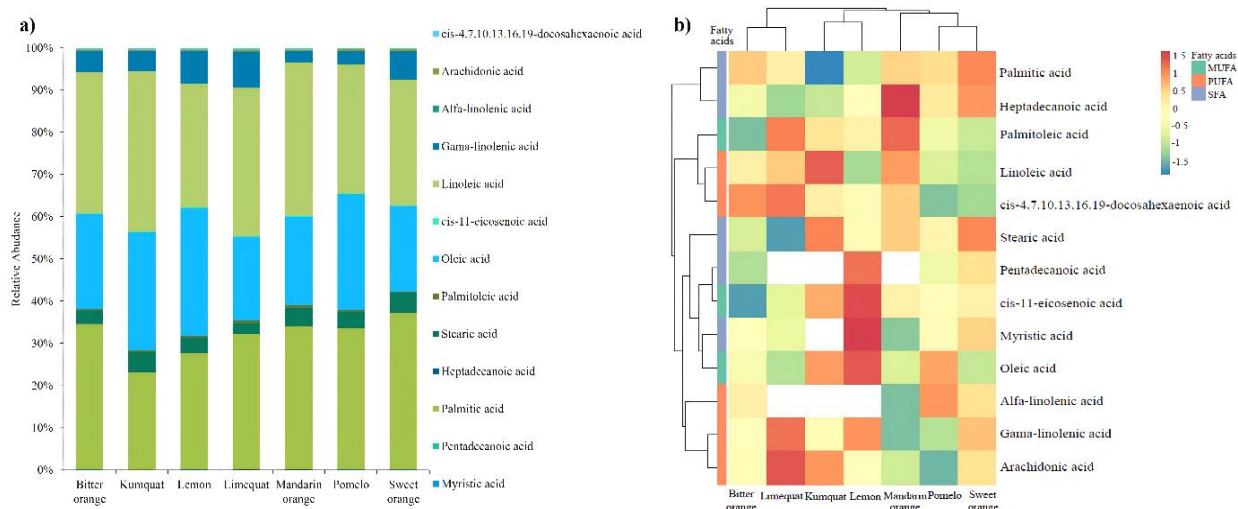 a)
100%
90%
80%
70%
60%
50%
40%
30%
20%
10%
0%
Relative Abudance
Bitter
orange
Kumquat
Lemon
Limequat
Mandarin
orange
Pomelo
Sweet
orange
cis-4.7.10.13.16.19-docosahexaenoic acid
Arachidonic acid
Alfa-linolenic acid
Gama-linolenic acid
Linoleic acid
cis-11-eicosenoic acid
Oleic acid
Palmitoleic acid
Stearic acid
Heptadecanoic acid
Palmitic acid
Pentadecanoic acid
Myristic acid
b)
Fatty
acids
Palmitic acid
Heptadecanoic acid
Palmitoleic acid
Linoleic acid
cis-4.7.10.13.16.19-docosahexaenoic acid
Stearic acid
Pentadecanoic acid
cis-11-eicosenoic acid
Myristic acid
Oleic acid
Alfa-linolenic acid
Gama-linolenic acid
Arachidonic acid
Bitter
orange
Limequat
Kumquat
Lemon
Mandarin
orange
Pomelo
Sweet
orange
1 5
1
0.5
0
-0 5
-1
-1.5
Fatty acids
MUFA
PUFA
SFA